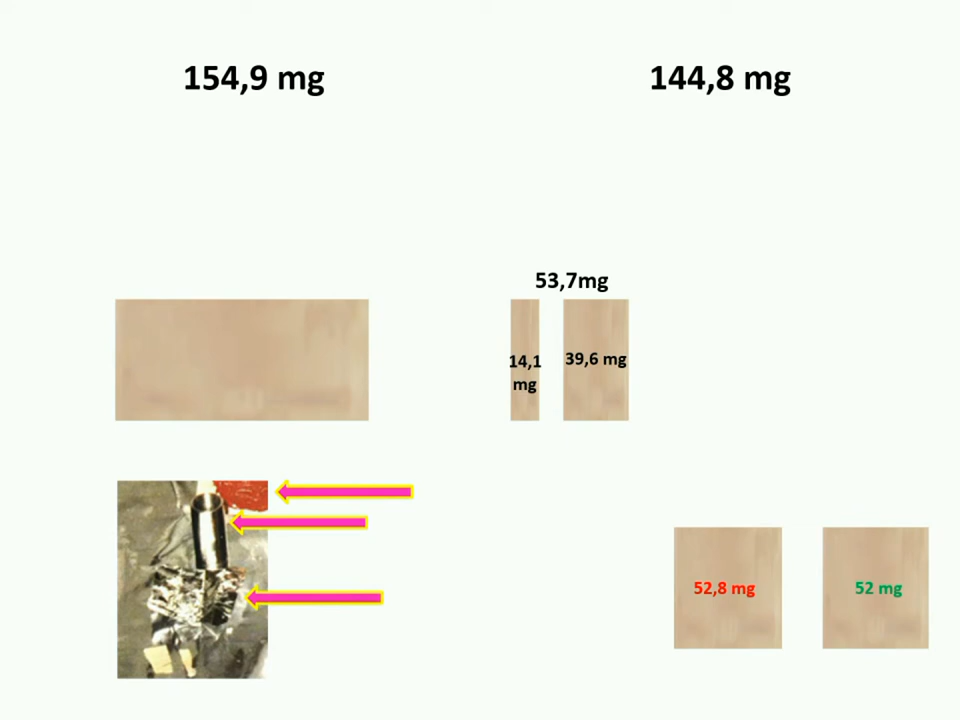 154,9 mg
144,8 mg
53,7mg
14,1
mg
39,6 mg
52,8 mg
52 mg